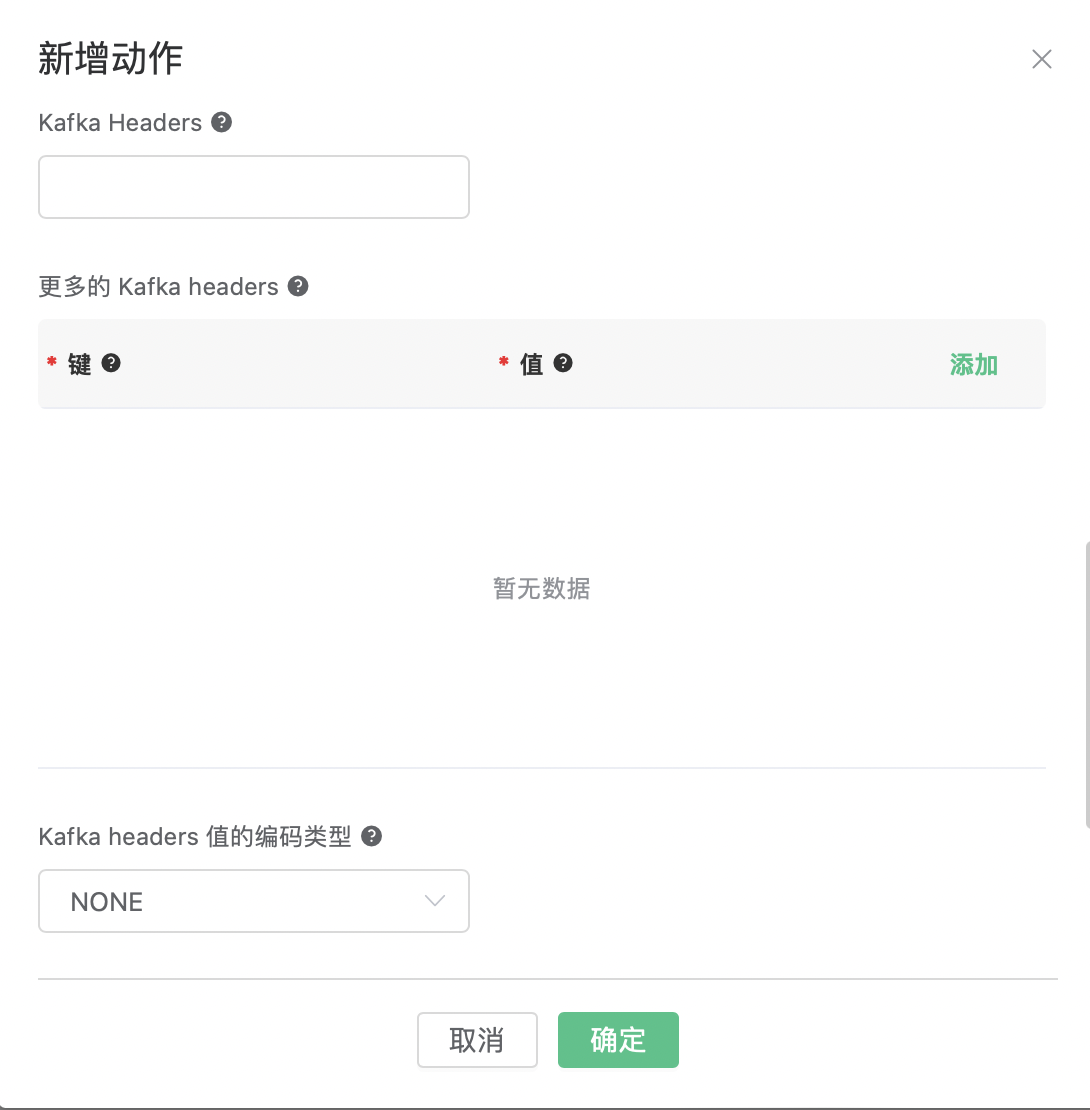 新增动作
Kafka Headers
更多的 Kafka headers
* 键 * 值 添加
暂无数据
Kafka headers 值的编码类型
NONE
取消 确定